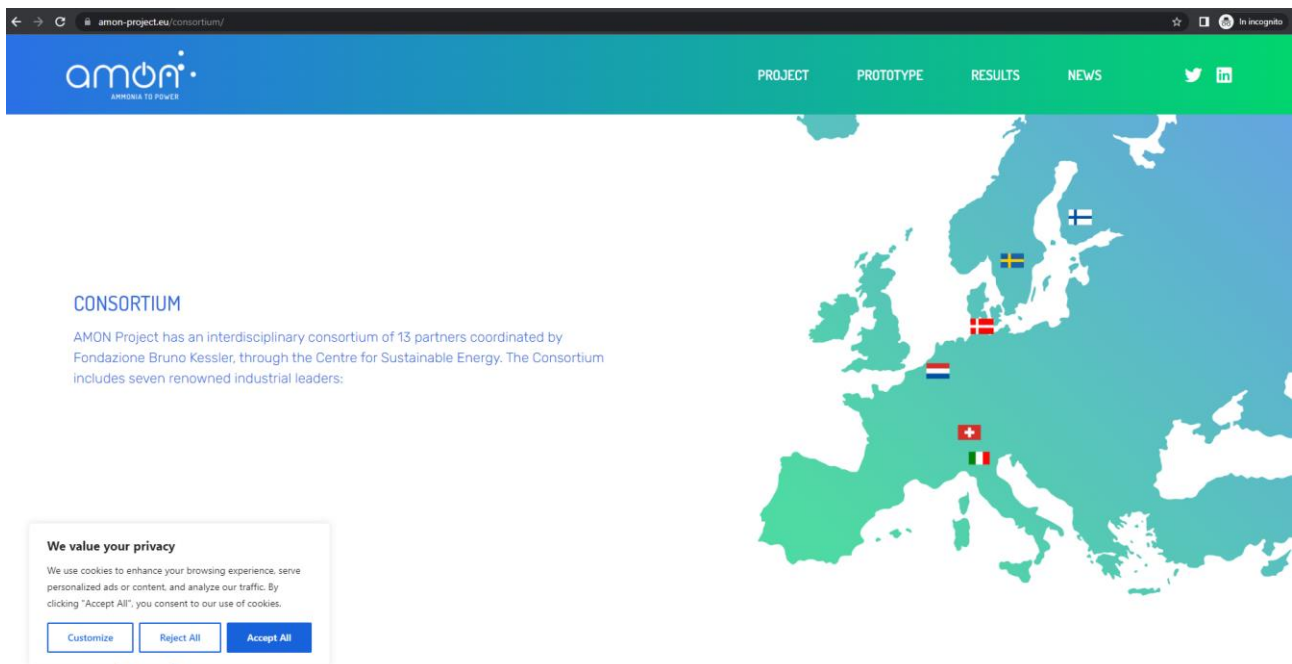 amon-project.eu/consortium/
In incognito
amon
AMMONIA TO POWER
PROJECT PROTOTYPE RESULTS NEWS
in
CONSORTIUM
AMON Project has an interdisciplinary consortium of 13 partners coordinated by
Fondazione Bruno Kessler, through the Centre for Sustainable Energy. The Consortium
includes seven renowned industrial leaders:
We value your privacy
We use cookies to enhance your browsing experience, serve
personalized ads or content, and analyze our traffic. By
clicking "Accept All", you consent to our use of cookies.
Customize Reject All Accept All